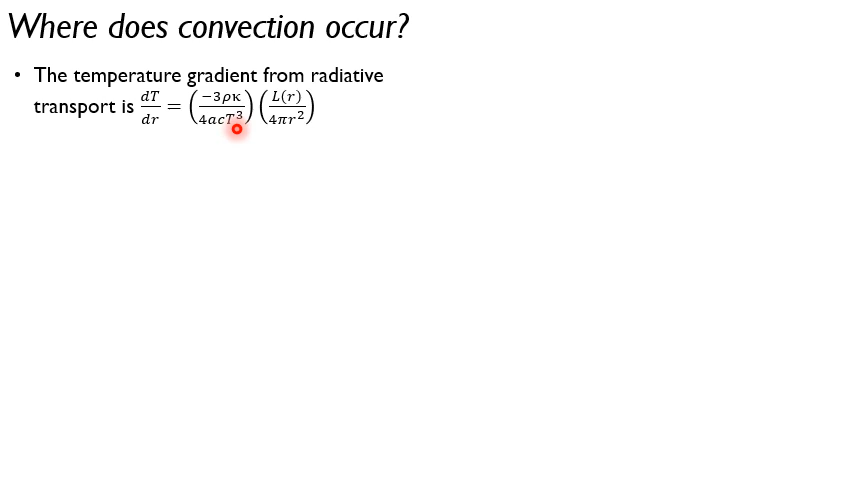 Where does convection occur?
• The temperature gradient from radiative
transport is dT/dr = (−3ρκ/4acT³)(L(r)/4πr²)